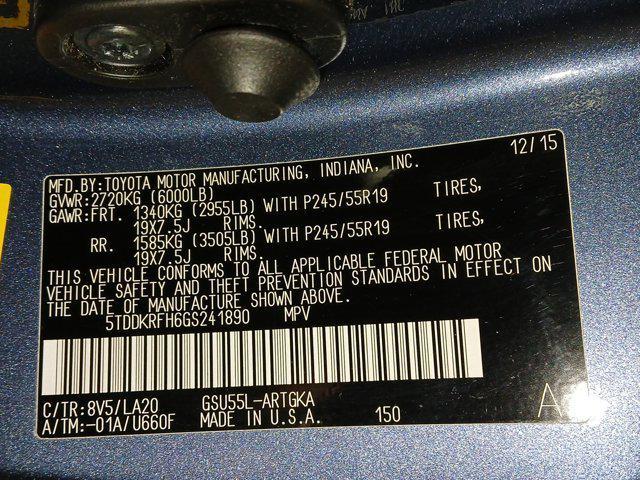 12/15
MFD.BY:TOYOTA MOTOR MANUFACTURING, INDIANA, INC.
GVWR:2720KG (6000LB)
GAWR:FRT. 1340KG (2955LB) WITH P245/55R19 TIRES,
19X7.5J RIMS.
RR. 1585KG (3505LB) WITH P245/55R19 TIRES,
19X7.5J RIMS.
THIS VEHICLE CONFORMS TO ALL APPLICABLE FEDERAL MOTOR
VEHICLE SAFETY AND THEFT PREVENTION STANDARDS IN EFFECT ON
THE DATE OF MANUFACTURE SHOWN ABOVE.
5TDDKRFH6GS241890 MPV
C/TR:8V5/LA20 GSU55L-ARTGKA
A/TM:-01A/U660F MADE IN U.S.A. 150